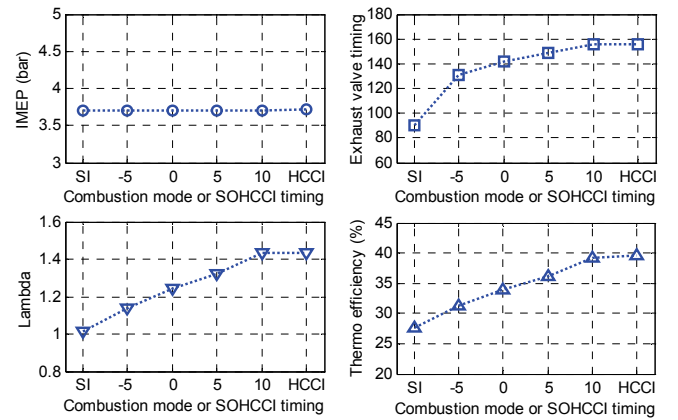 5
4.5
4
3.5
3
IMEP (bar)
SI -5 0 5 10 HCCI
Combustion mode or SOHCCI timing
180
160
140
120
100
80
60
Exhaust valve timing
SI -5 0 5 10 HCCI
Combustion mode or SOHCCI timing
1.6
1.4
1.2
1
0.8
Lambda
SI -5 0 5 10 HCCI
Combustion mode or SOHCCI timing
45
40
35
30
25
20
Thermo efficiency (%)
SI -5 0 5 10 HCCI
Combustion mode or SOHCCI timing